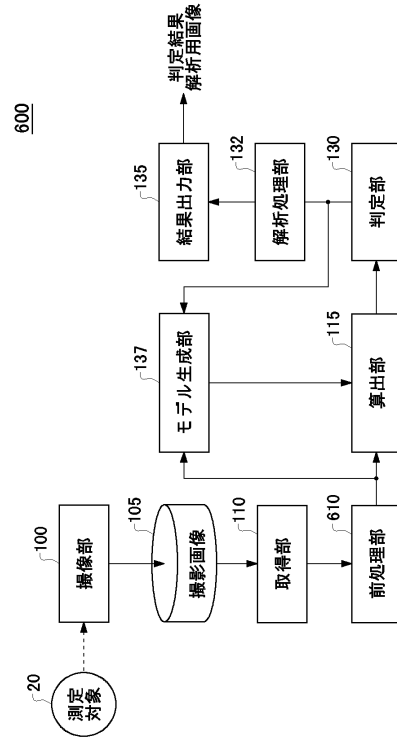 600
20
測定
対象
100
撮像部
105
撮影画像
110
取得部
610
前処理部
137
モデル生成部
115
算出部
135
結果出力部
132
解析処理部
130
判定部
判定結果
解析用画像